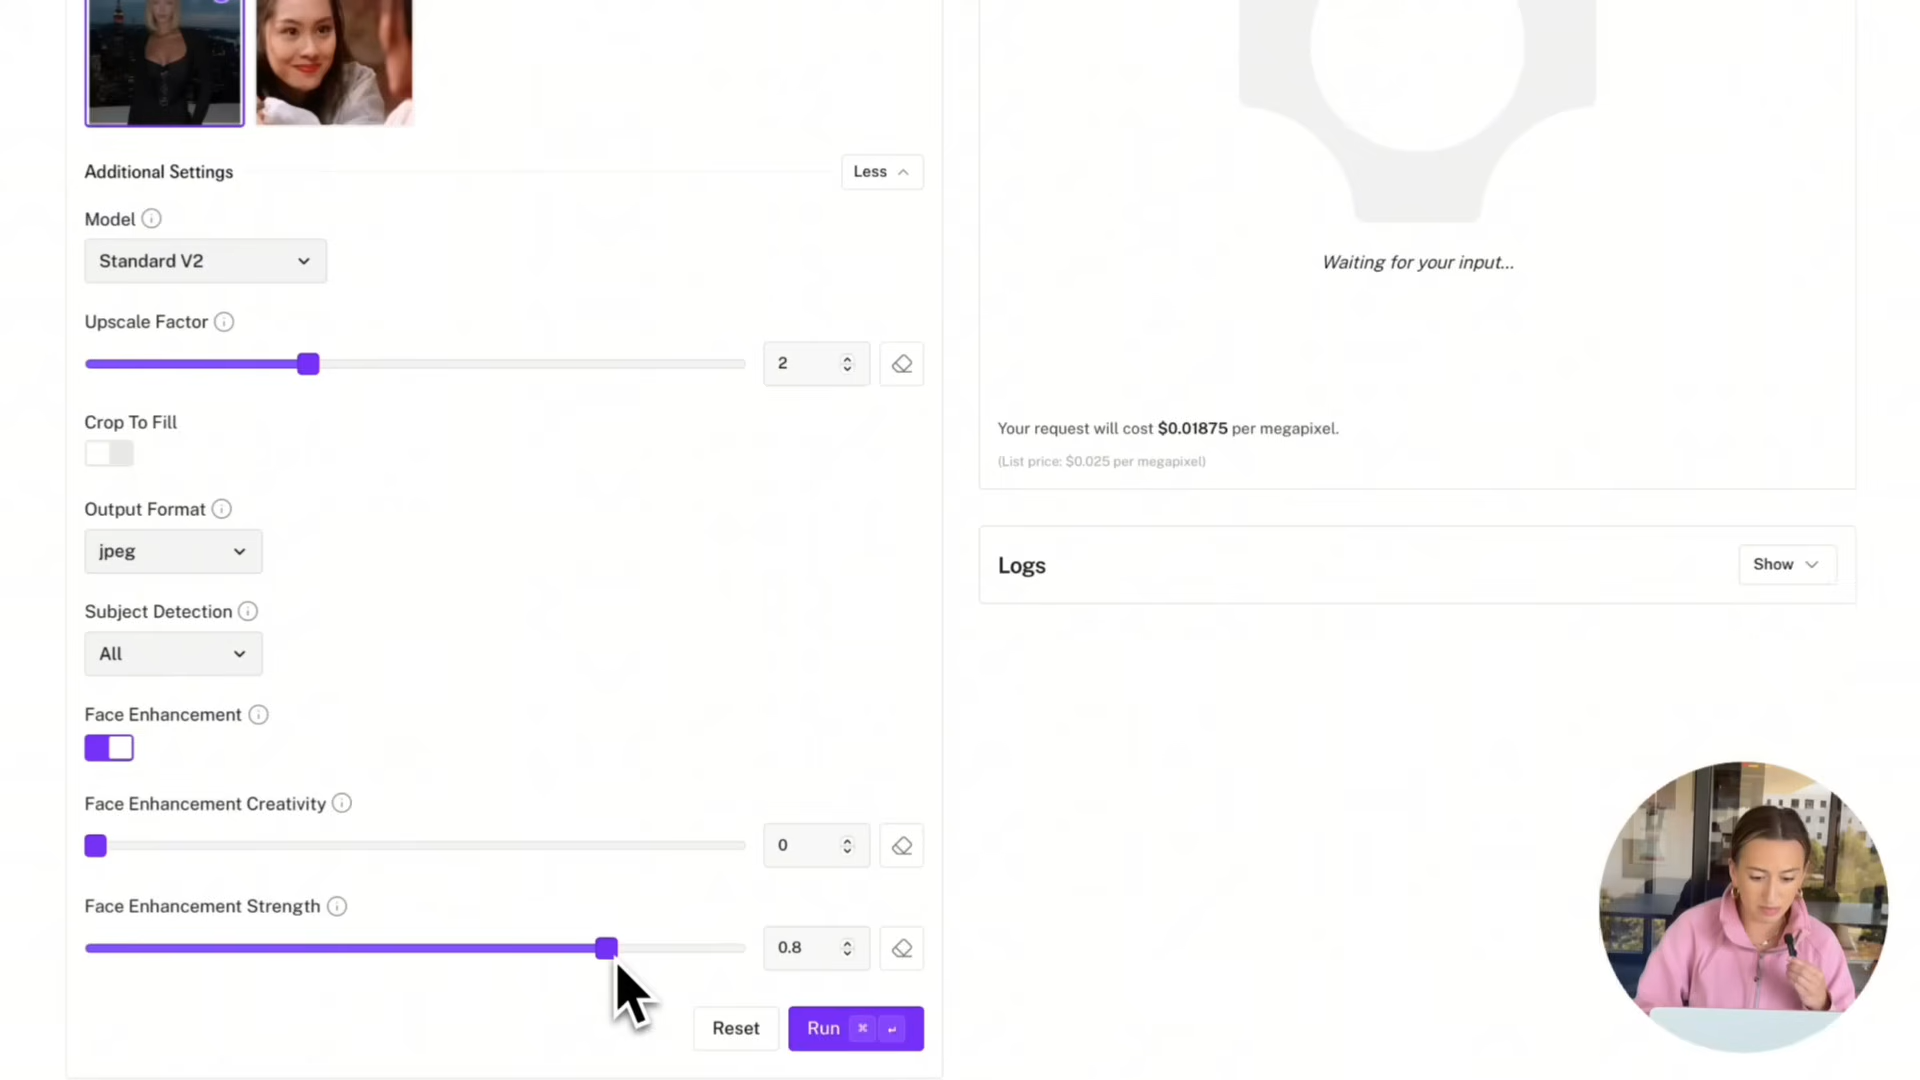 Additional Settings
Less
Model
Standard V2
Upscale Factor
2
Crop To Fill
Output Format
jpeg
Subject Detection
All
Face Enhancement
Face Enhancement Creativity
0
Face Enhancement Strength
0.8
Reset
Run ⌘ ↵
Waiting for your input...
Your request will cost $0.01875 per megapixel.
(List price: $0.025 per megapixel)
Logs
Show